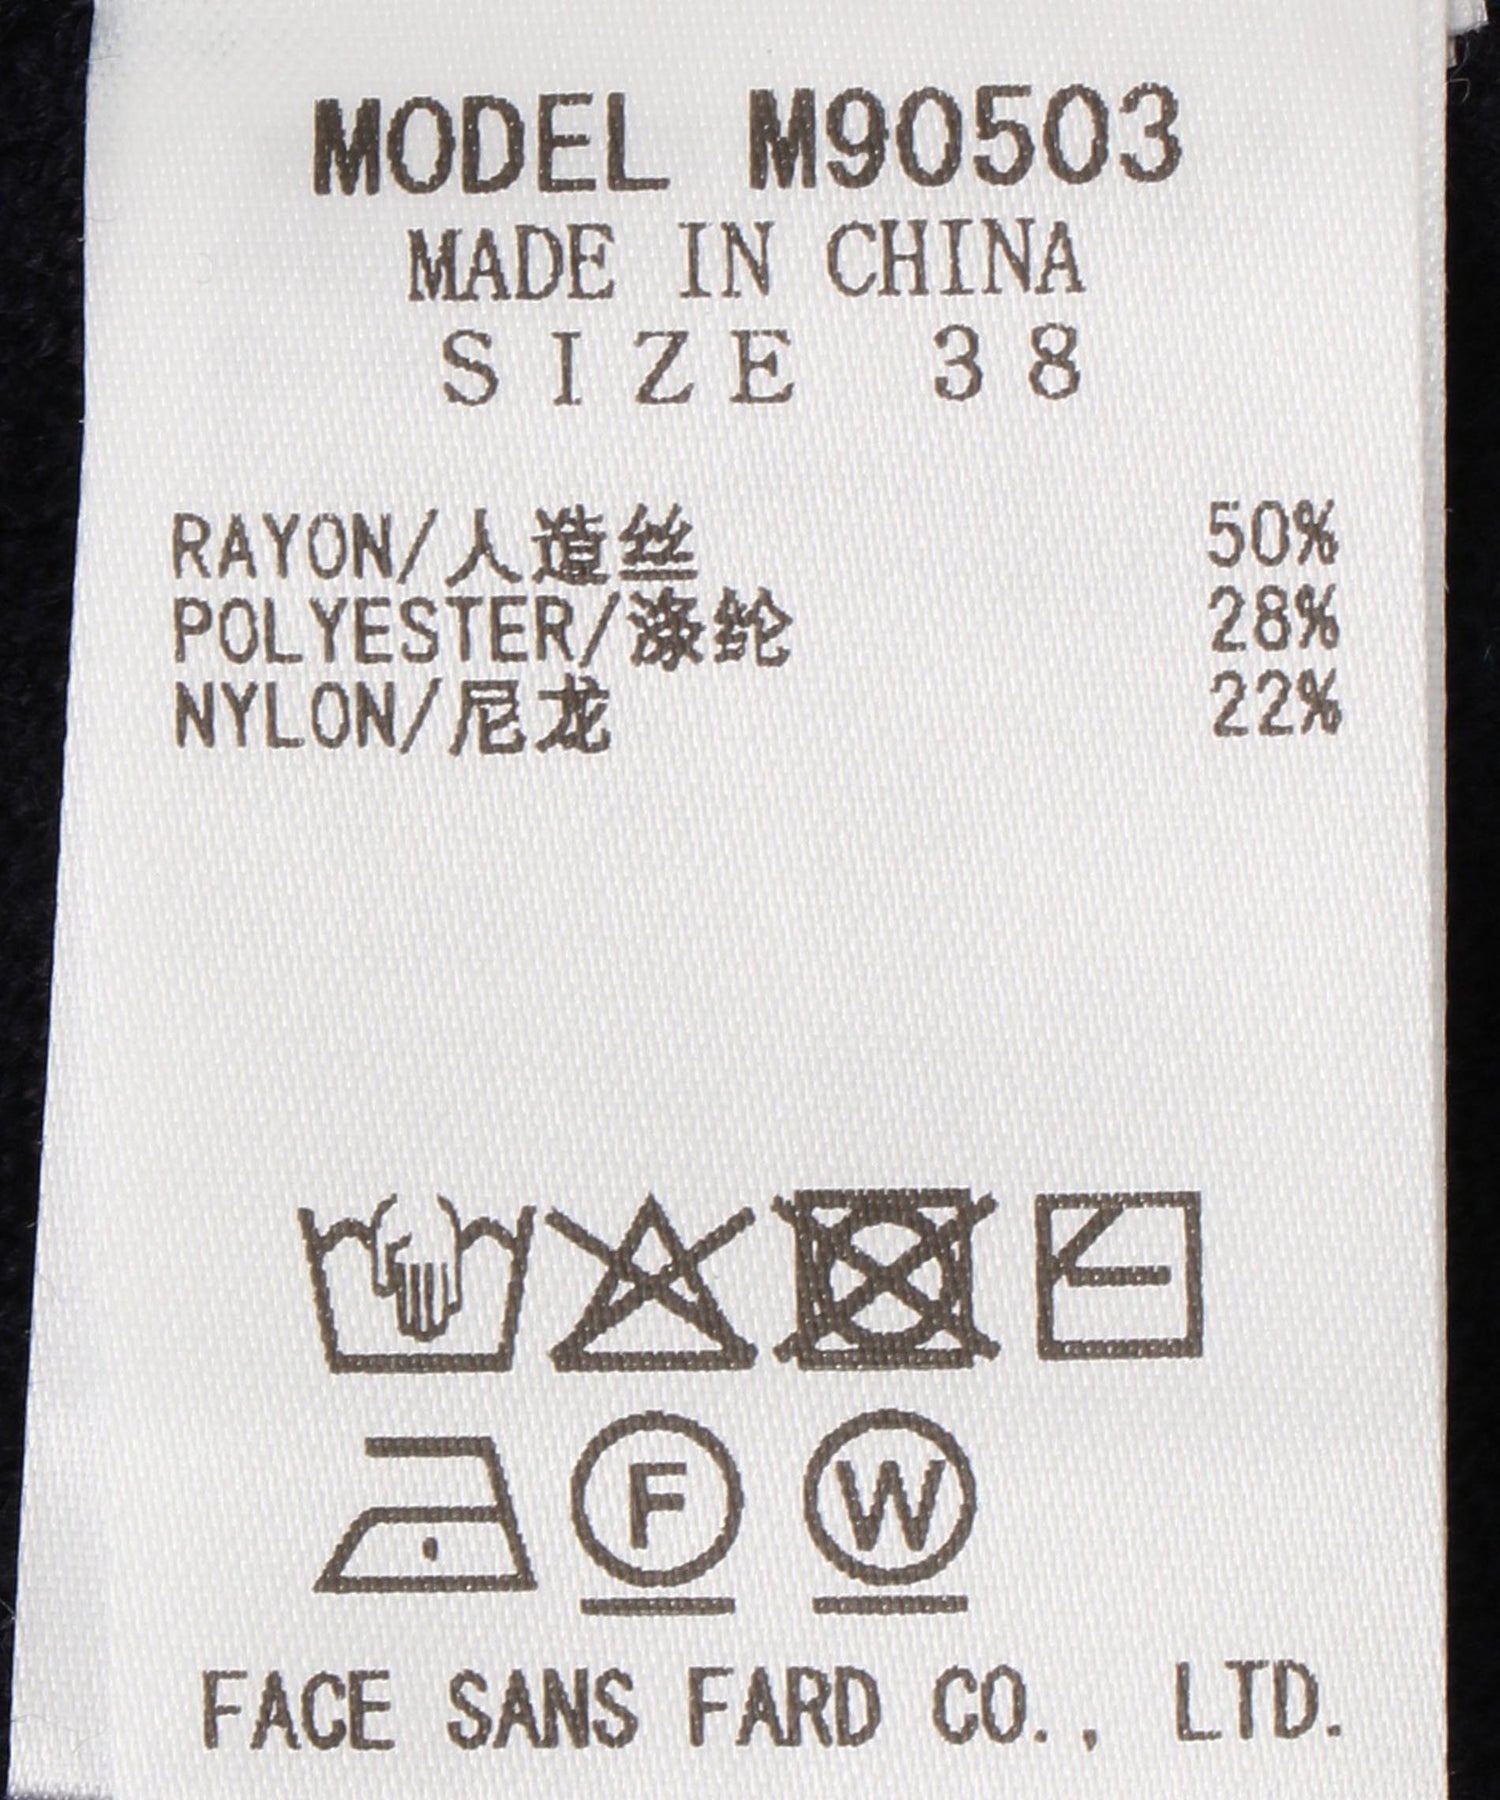 MODEL M90503
MADE IN CHINA
SIZE 38
RAYON/人造丝 50%
POLYESTER/涤纶 28%
NYLON/尼龙 22%
F W
FACE SANS FARD CO., LTD.